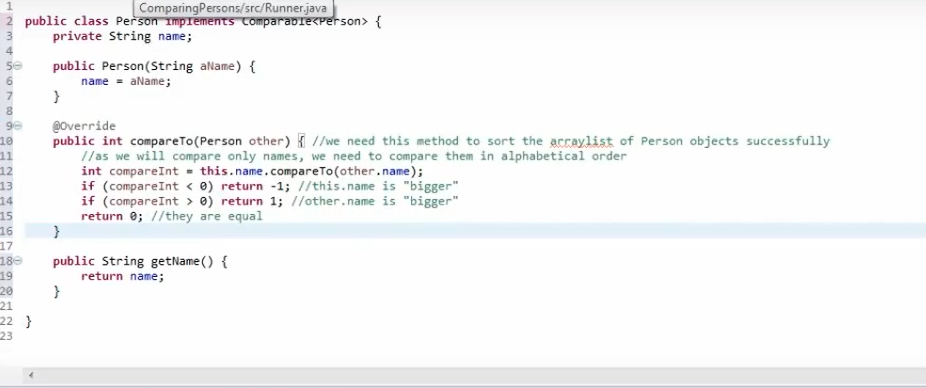 ComparingPersons/src/Runner.java
1
2 public class Person implements Comparable<Person> {
3     private String name;
4
5     public Person(String aName) {
6         name = aName;
7     }
8
9     @Override
10     public int compareTo(Person other) { //we need this method to sort the arraylist of Person objects successfully
11         //as we will compare only names, we need to compare them in alphabetical order
12         int compareInt = this.name.compareTo(other.name);
13         if (compareInt < 0) return -1; //this.name is "bigger"
14         if (compareInt > 0) return 1; //other.name is "bigger"
15         return 0; //they are equal
16     }
17
18     public String getName() {
19         return name;
20     }
21
22 }
23